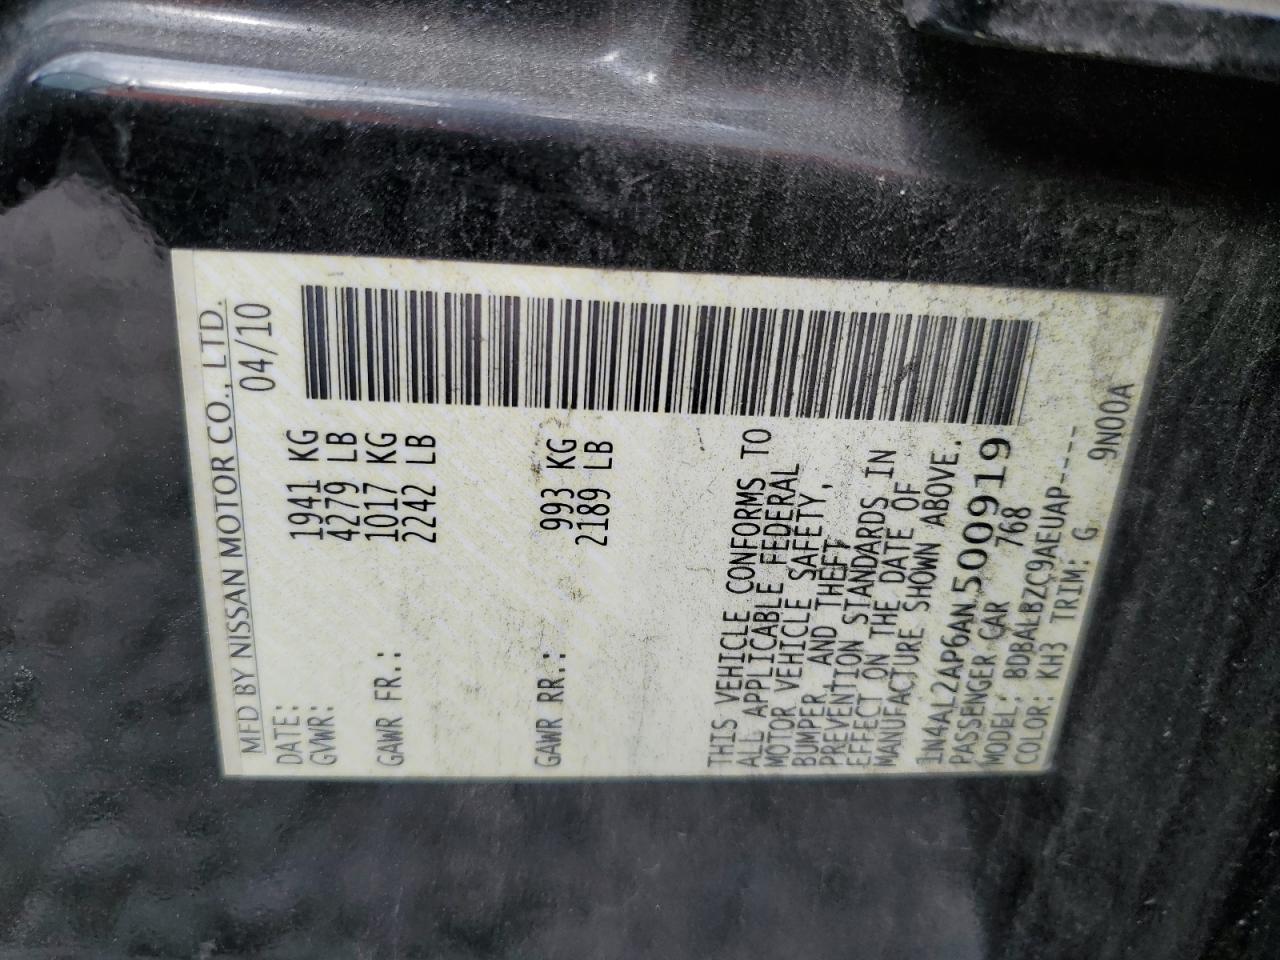 MFD BY NISSAN MOTOR CO., LTD.
DATE: 04/10
GVWR: 1941 KG
4279 LB
GAWR FR.: 1017 KG
2242 LB
GAWR RR.: 993 KG
2189 LB
THIS VEHICLE CONFORMS TO
ALL APPLICABLE FEDERAL
MOTOR VEHICLE SAFETY,
BUMPER, AND THEFT
PREVENTION STANDARDS IN
EFFECT ON THE DATE OF
MANUFACTURE SHOWN ABOVE.
1N4AL2AP6AN500919
PASSENGER CAR 768
MODEL: BDBALBZC9AEUAP----
COLOR: KH3 TRIM: G 9N00A